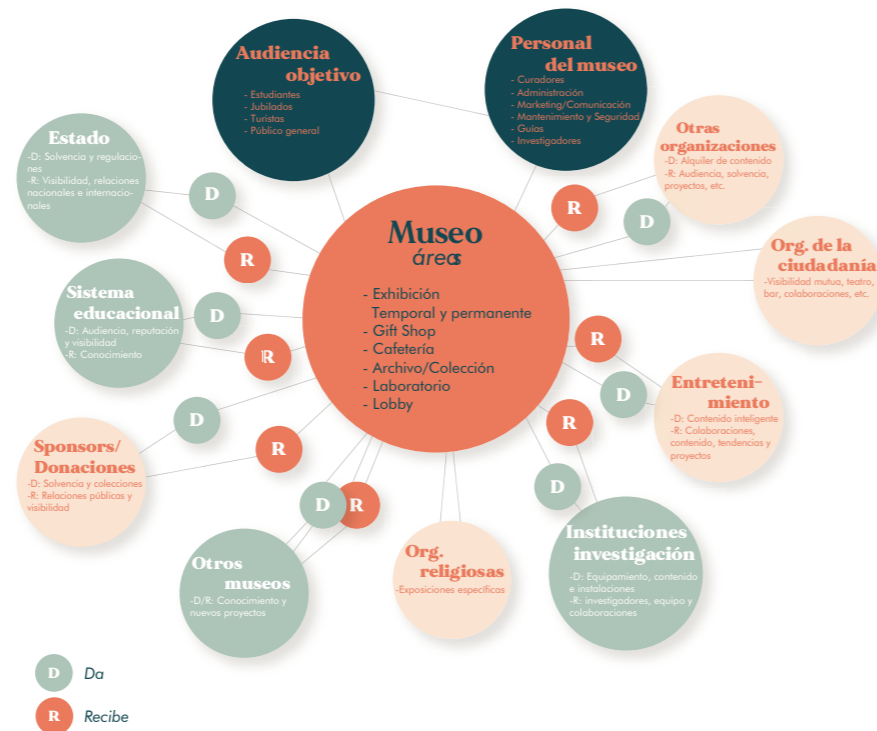 Audiencia
objetivo
- Estudiantes
- Jubilados
- Turistas
- Público general
Personal
del museo
- Curadores
- Administración
- Marketing/Comunicación
- Mantenimiento y Seguridad
- Guías
- Investigadores
Estado
-D: Solvencia y regulacio-
nes
-R: Visibilidad, relaciones
nacionales e internacio-
nales
D
R
Otras
organizaciones
-D: Alquiler de contenido
-R: Audiencia, solvencia,
proyectos, etc.
R
D
Museo
áreas
- Exhibición
Temporal y permanente
- Gift Shop
- Cafetería
- Archivo/Colección
- Laboratorio
- Lobby
Org. de la
ciudadanía
-Visibilidad mutua, teatro,
bar, colaboraciones, etc.
Sistema
educacional
-D: Audiencia, reputación
y visibilidad
-R: Conocimiento
D
R
Entreteni-
miento
-D: Contenido inteligente
-R: Colaboraciones,
contenido, tendencias y
proyectos
R
D
Sponsors/
Donaciones
-D: Solvencia y colecciones
-R: Relaciones públicas y
visibilidad
D
R
Otros
museos
-D/R: Conocimiento y
nuevos proyectos
D
R
Org.
religiosas
-Exposiciones específicas
Instituciones
investigación
-D: Equipamiento, contenido
e instalaciones
-R: investigadores, equipo y
colaboraciones
R
D
D Da
R Recibe